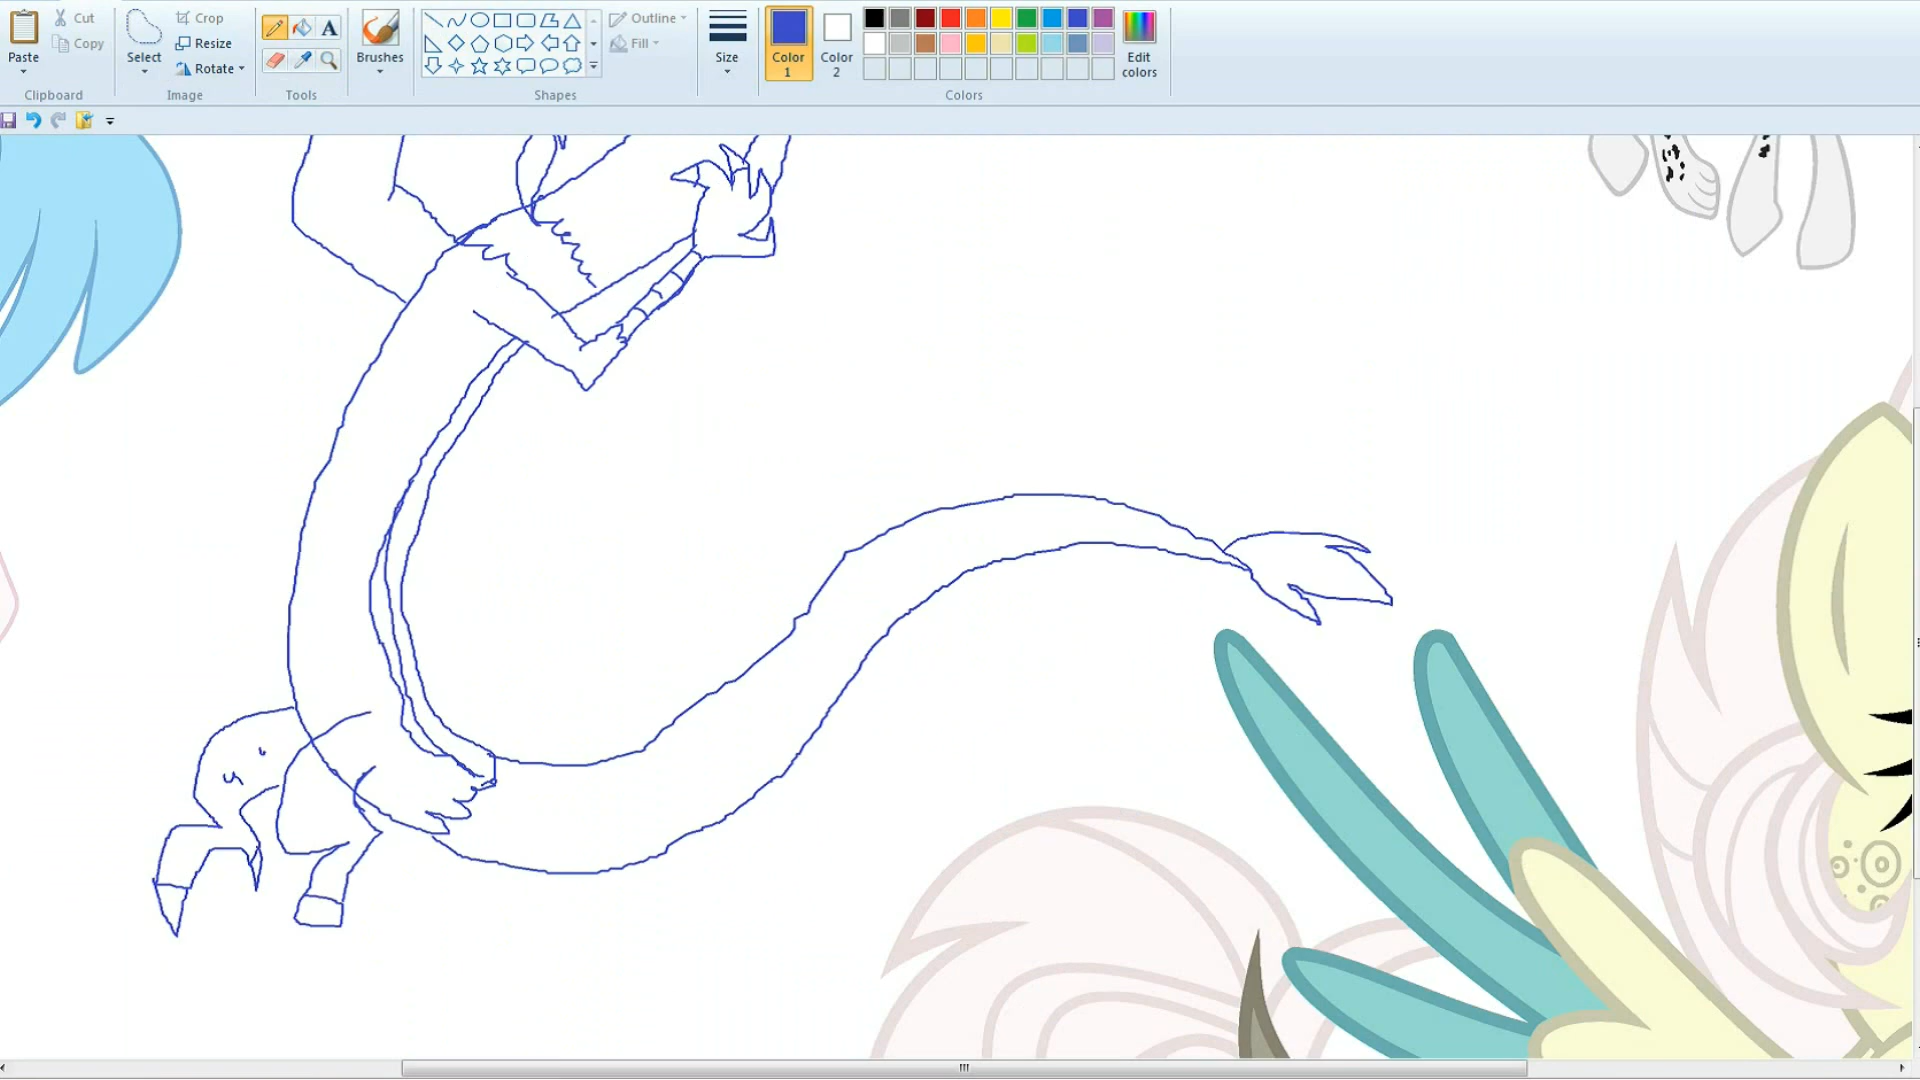 Paste
Cut
Copy
Clipboard
Select
Crop
Resize
Rotate
Image
A
Tools
Brushes
Shapes
Outline
Fill
Size
Color
1
Color
2
Edit
colors
Colors